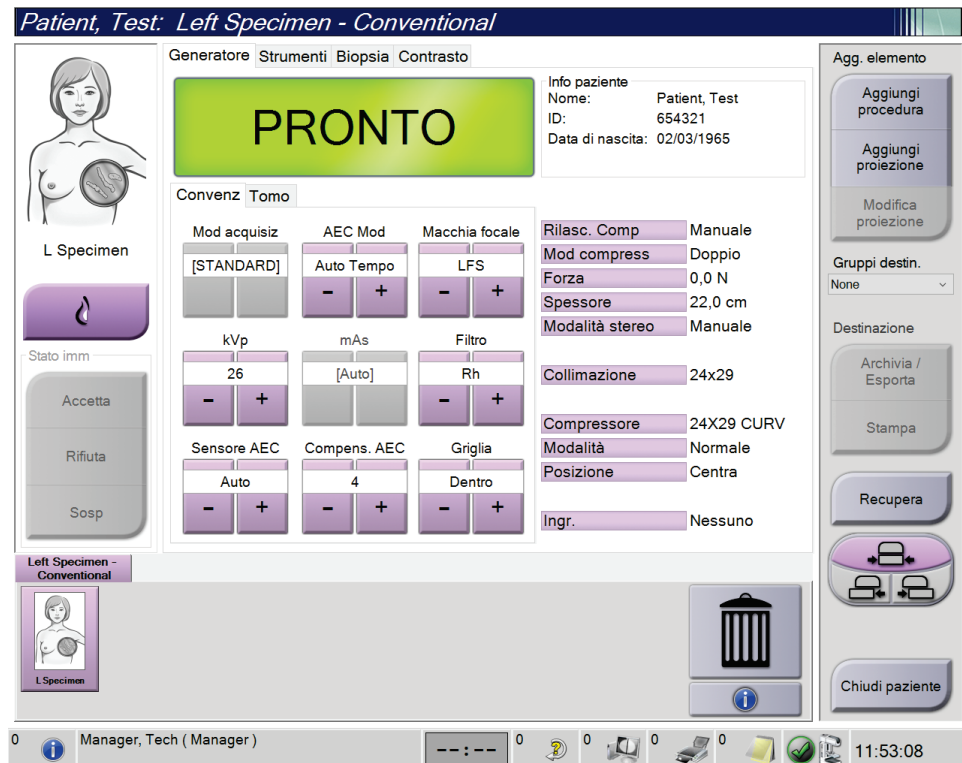 Patient, Test: Left Specimen - Conventional
L Specimen
Stato imm
Accetta
Rifiuta
Sosp
Generatore Strumenti Biopsia Contrasto
PRONTO
Info paziente
Nome: Patient, Test
ID: 654321
Data di nascita: 02/03/1965
Convenz Tomo
Mod acquisiz AEC Mod Macchia focale
[STANDARD] Auto Tempo LFS
- + - +
kVp mAs Filtro
26 [Auto] Rh
- + - +
Sensore AEC Compens. AEC Griglia
Auto 4 Dentro
- + - + - +
Rilasc. Comp Manuale
Mod compress Doppio
Forza 0,0 N
Spessore 22,0 cm
Modalità stereo Manuale
Collimazione 24x29
Compressore 24X29 CURV
Modalità Normale
Posizione Centra
Ingr. Nessuno
Agg. elemento
Aggiungi
procedura
Aggiungi
proiezione
Modifica
proiezione
Gruppi destin.
None
Destinazione
Archivia /
Esporta
Stampa
Recupera
Chiudi paziente
Left Specimen -
Conventional
L Specimen
0 Manager, Tech ( Manager ) --:-- 0 0 0 0 11:53:08